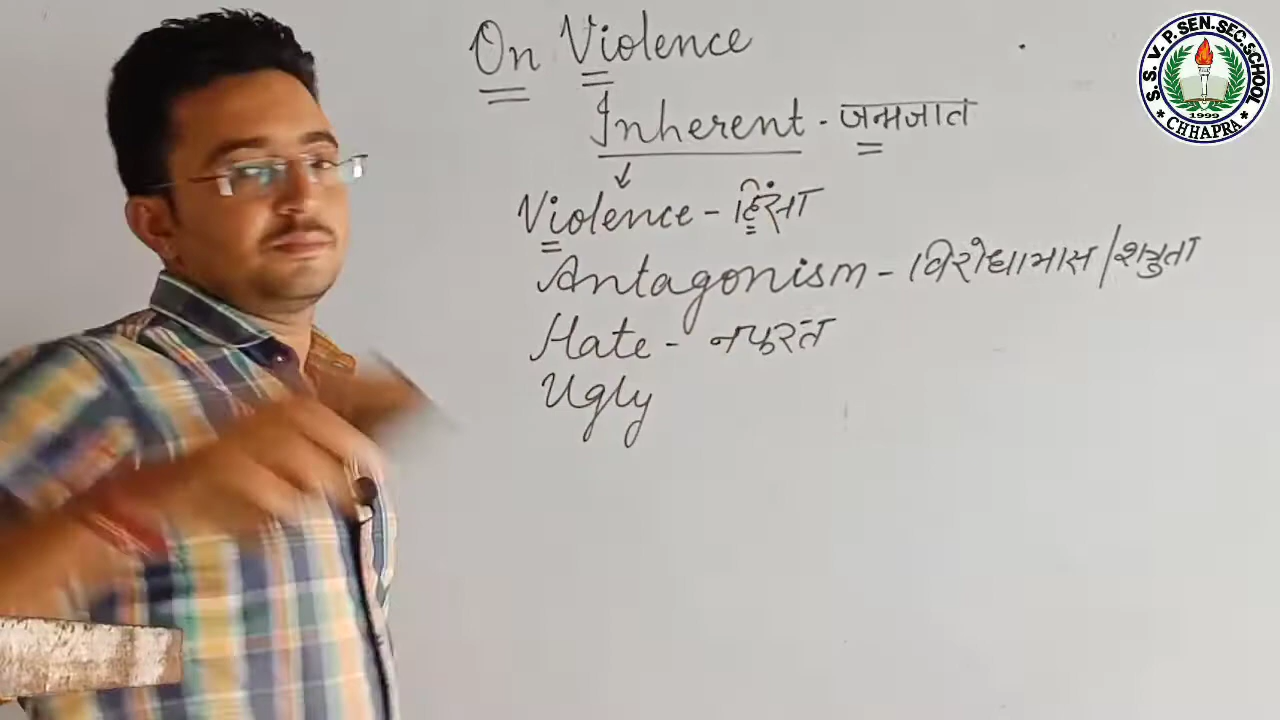 On Violence
Inherent - जन्मजात
Violence - हिंसा
Antagonism - विरोधाभास/शत्रुता
Hate - नफरत
Ugly
S. S. V. P. SEN. SEC. SCHOOL
1999
* CHHAPRA *